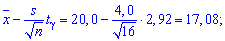 x̅ − s/√n t_γ = 20,0 − 4,0/√16 · 2,92 = 17,08;